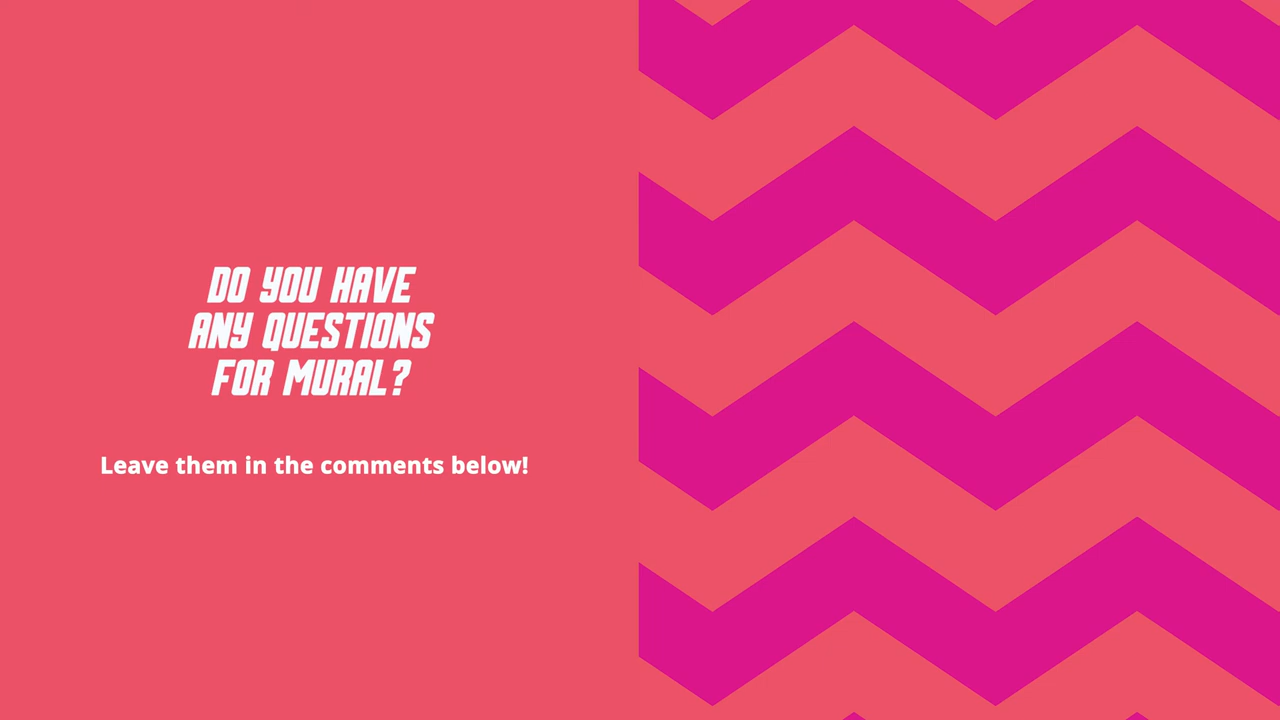 DO YOU HAVE
ANY QUESTIONS
FOR MURAL?
Leave them in the comments below!